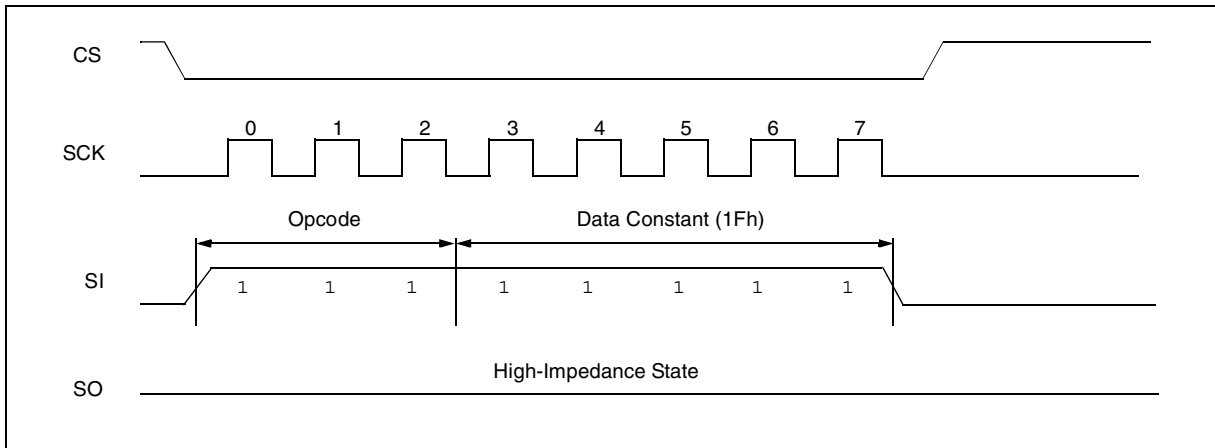 CS
0 1 2 3 4 5 6 7
SCK
Opcode Data Constant (1Fh)
SI
1 1 1 1 1 1 1 1
High-Impedance State
SO